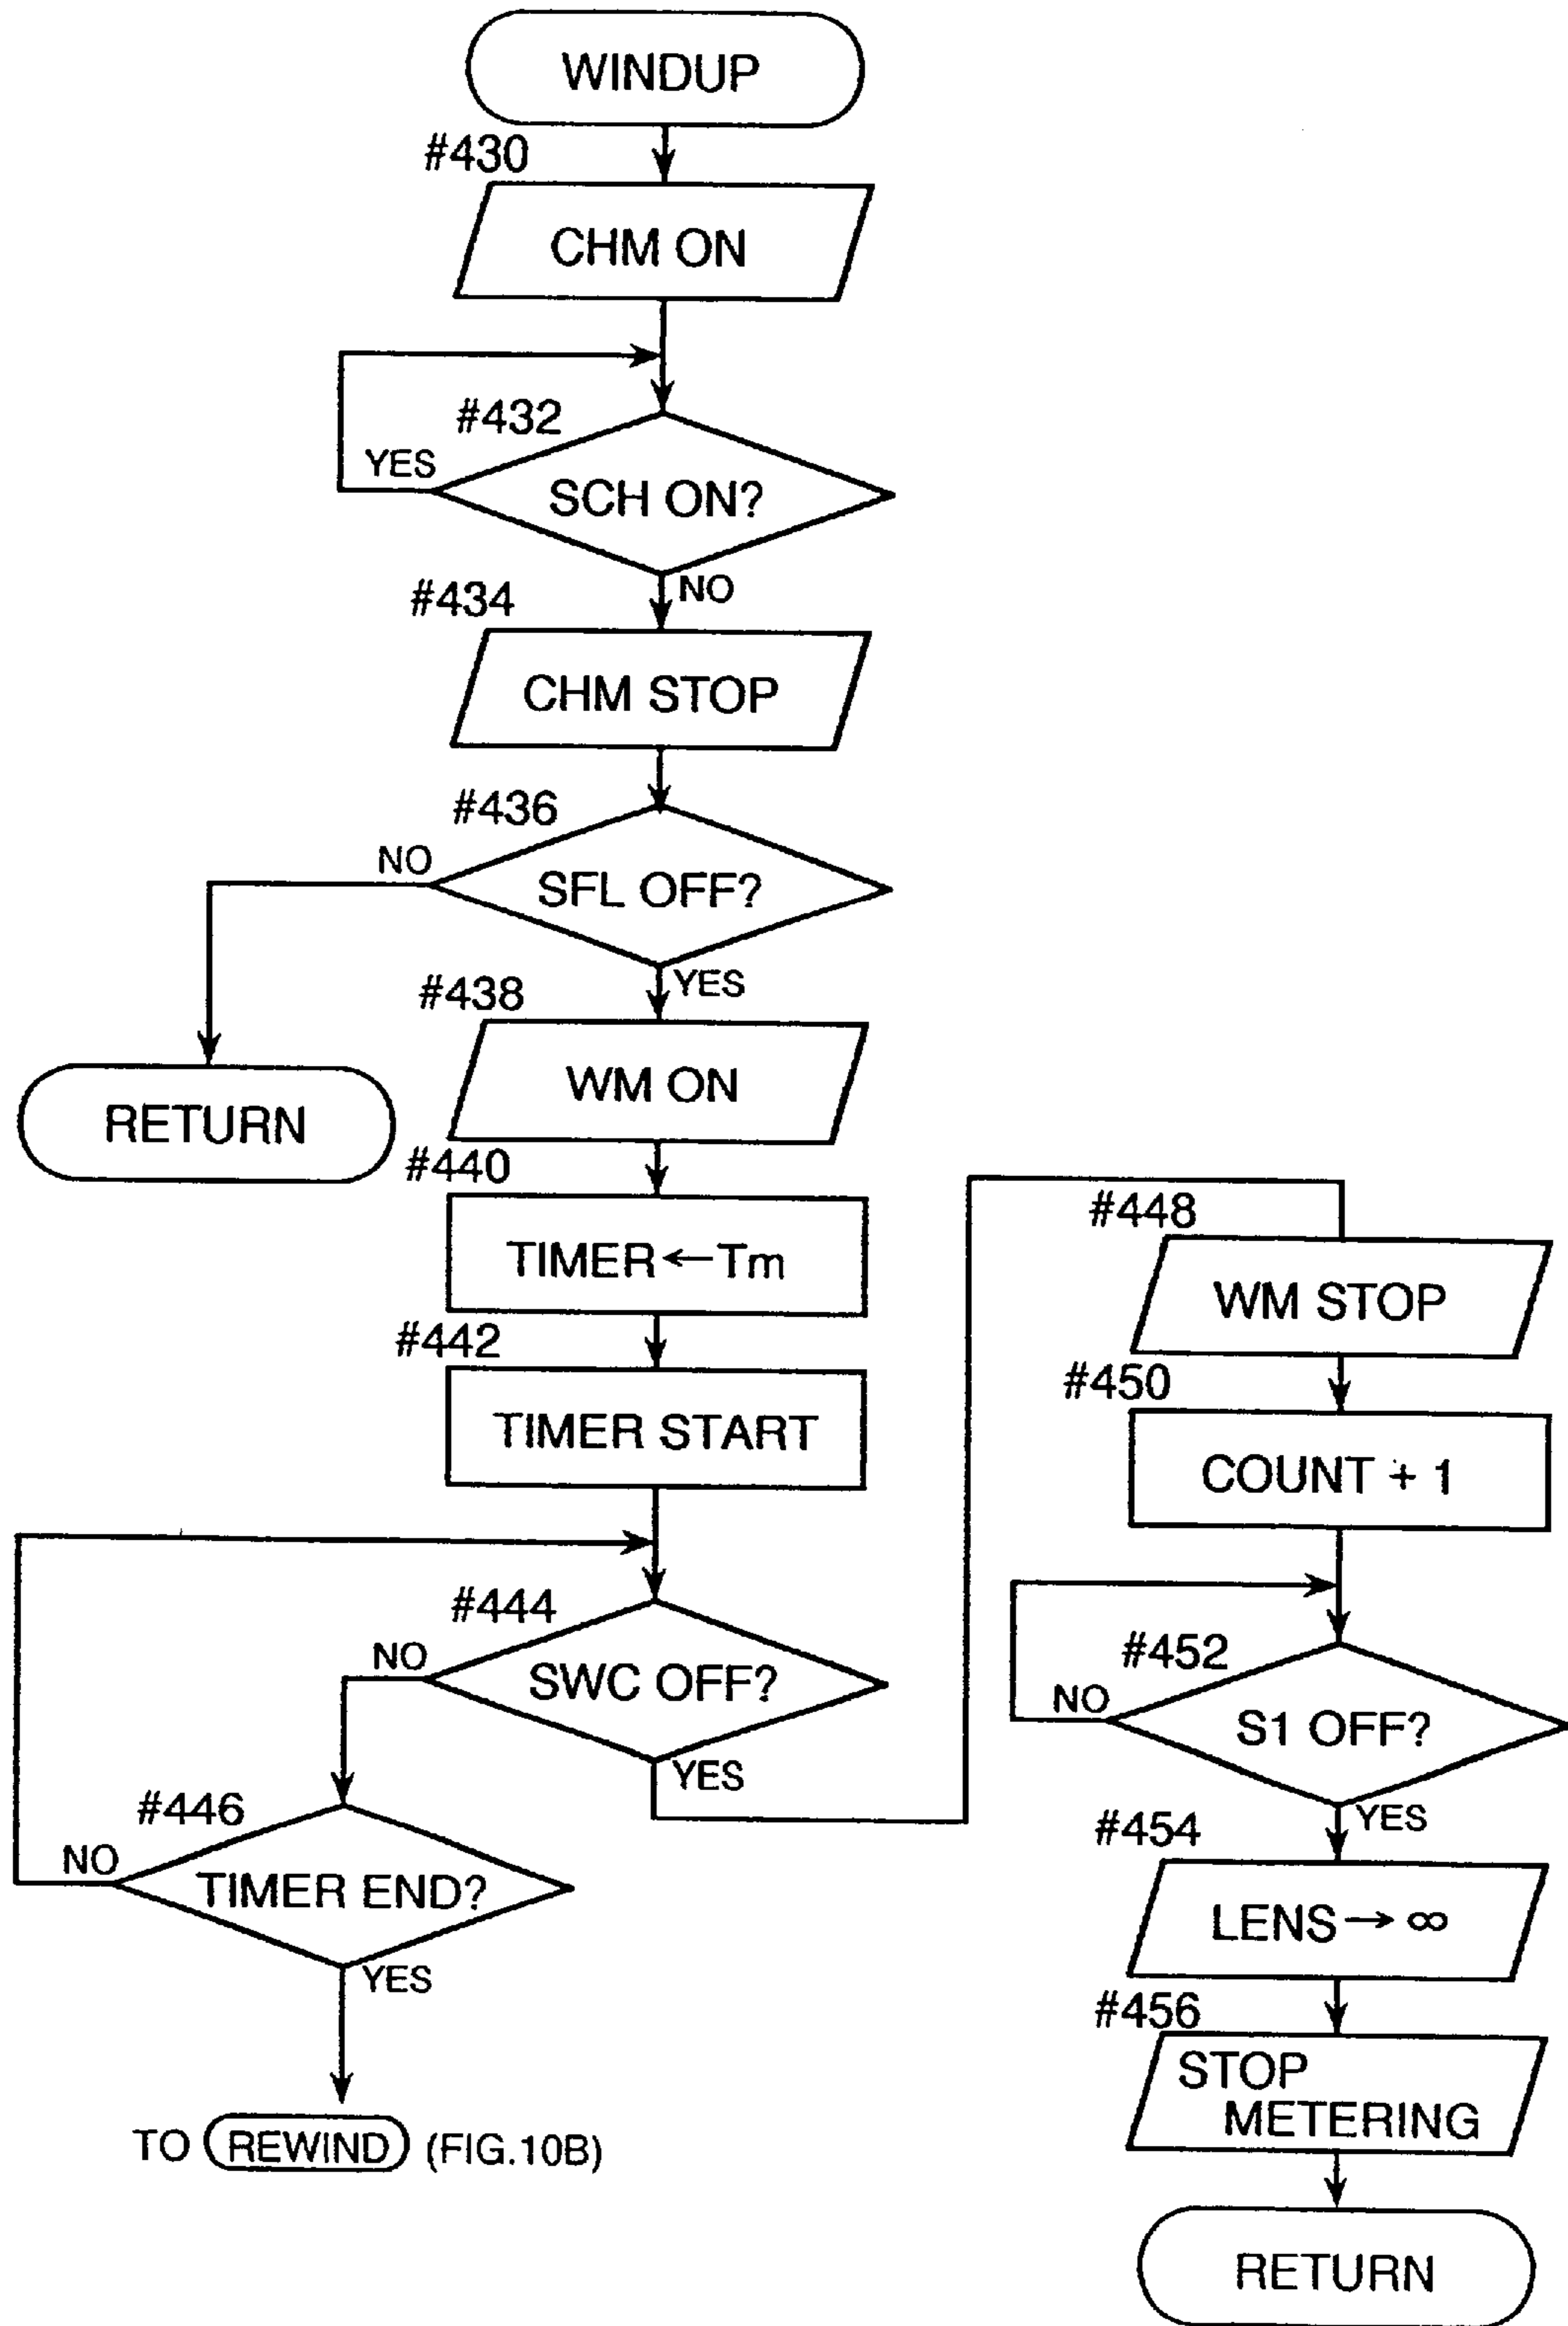 WINDUP
#430
CHM ON
#432
YES
SCH ON?
NO
#434
CHM STOP
#436
NO
SFL OFF?
YES
#438
WM ON
RETURN
#440
TIMER←Tm
#442
TIMER START
#444
NO
SWC OFF?
YES
#446
NO
TIMER END?
YES
TO REWIND (FIG.10B)
#448
WM STOP
#450
COUNT + 1
#452
NO
S1 OFF?
YES
#454
LENS→∞
#456
STOP
METERING
RETURN